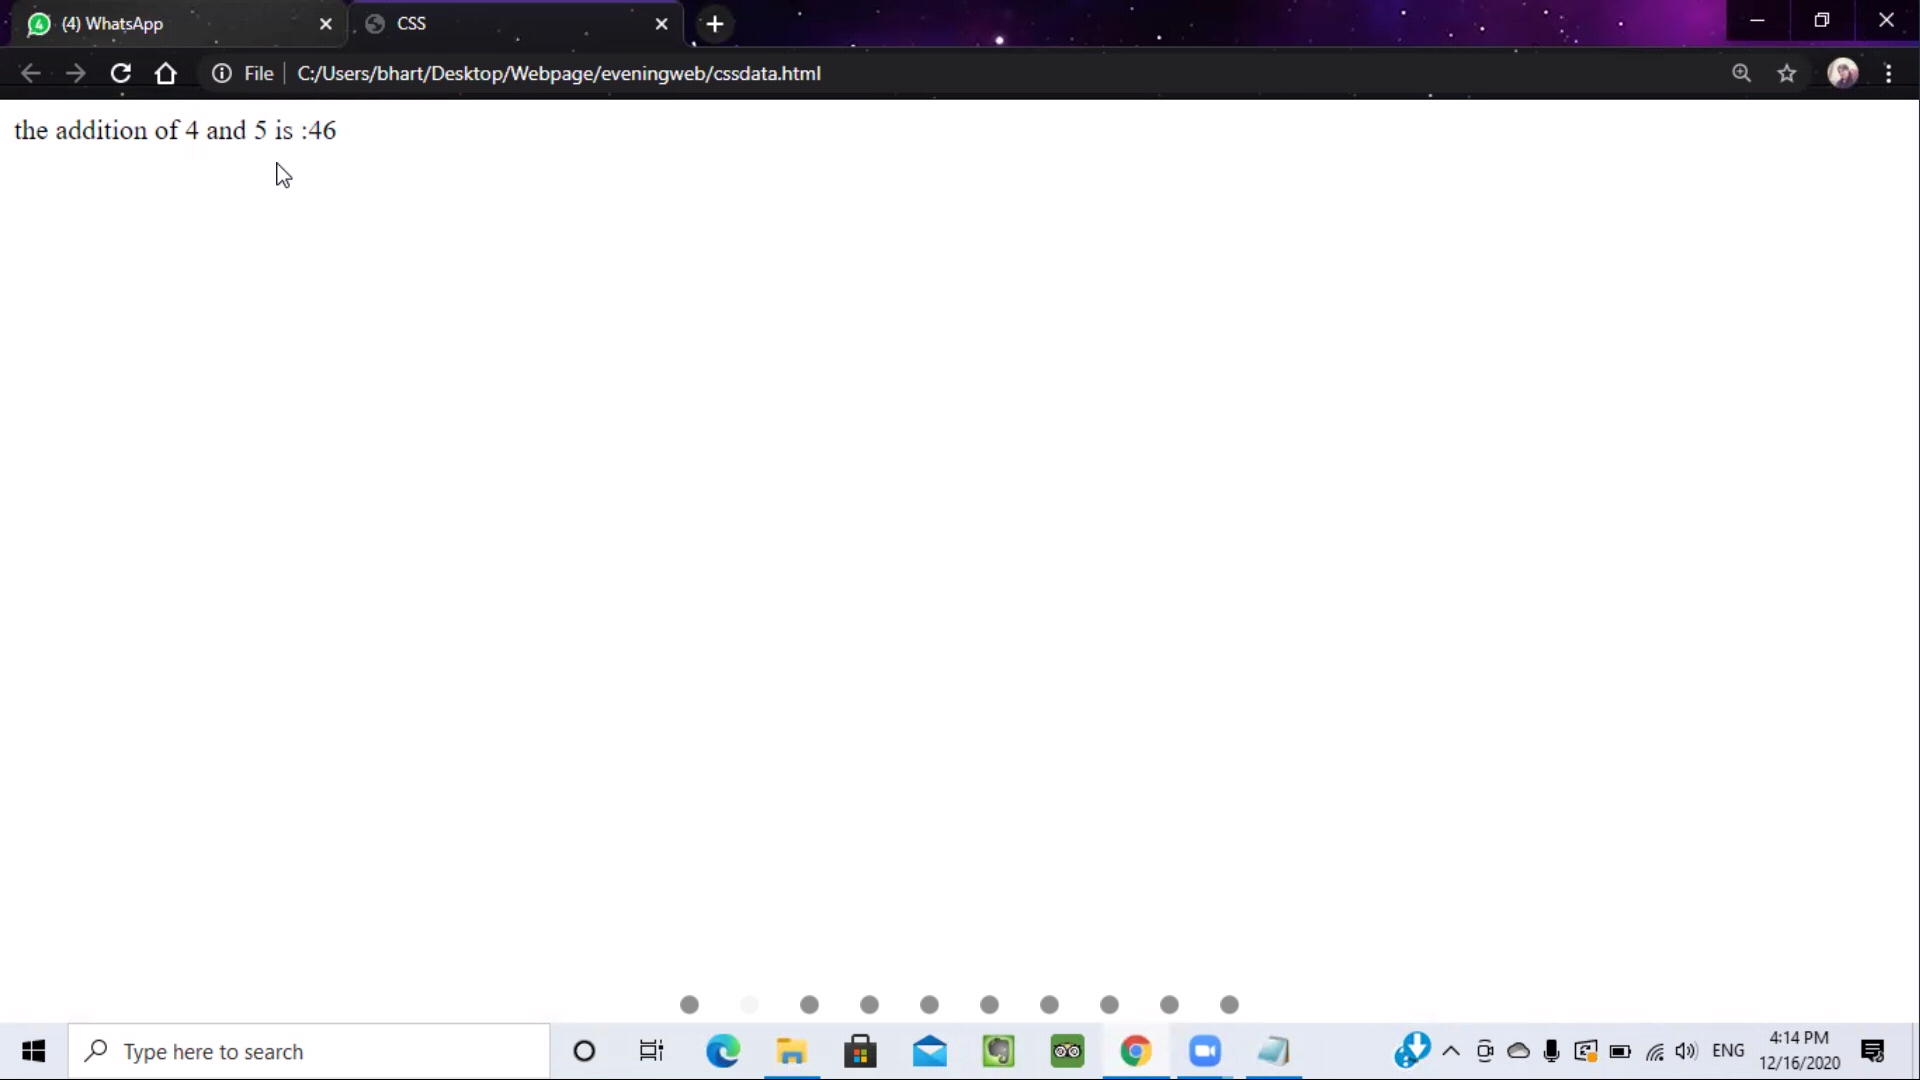 (4) WhatsApp
CSS
File
C:/Users/bhart/Desktop/Webpage/eveningweb/cssdata.html
the addition of 4 and 5 is :46
Type here to search
ENG
4:14 PM
12/16/2020